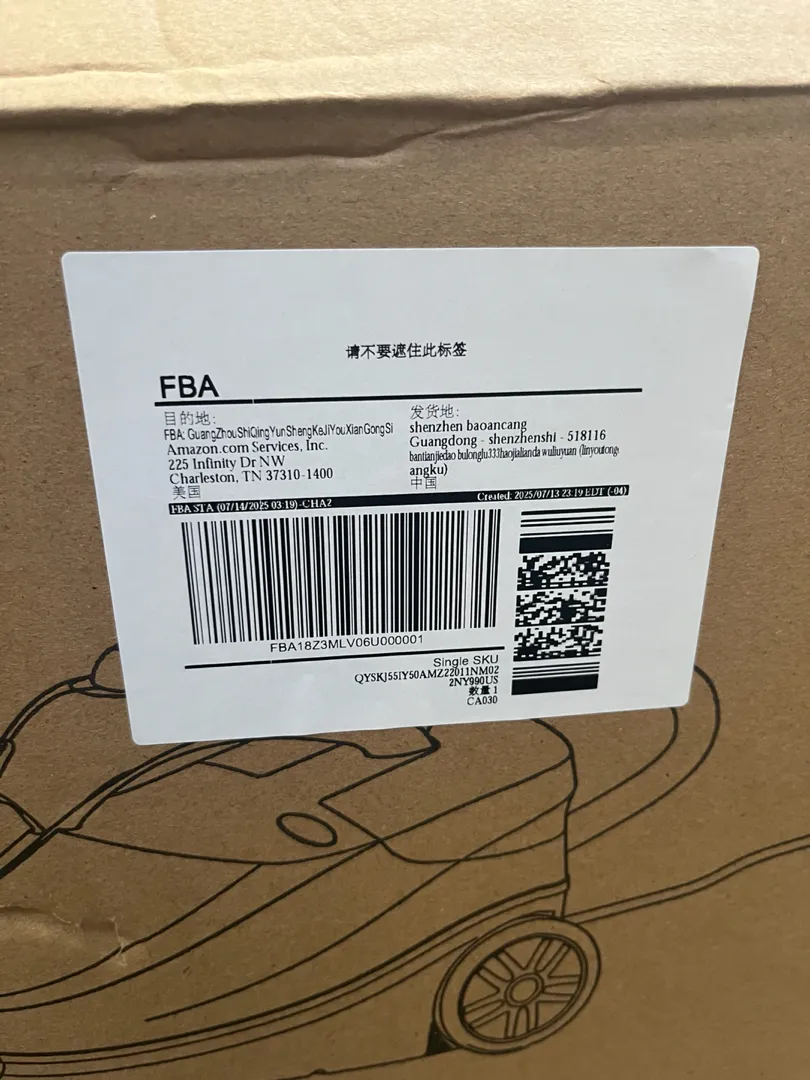 请不要遮住此标签
FBA
目的地:
FBA: GuangZhouShiQingYunShengKeJiYouXianGongSi
Amazon.com Services, Inc.
225 Infinity Dr NW
Charleston, TN 37310-1400
美国
发货地:
shenzhen baoancang
Guangdong - shenzhenshi - 518116
bantianjiedao bulonglu333haojialianda wuliuyuan (linyoutongc
angku)
中国
FBA STA (07/14/2025 03:19)-CHA2
Created: 2025/07/13 23:19 EDT (-04)
FBA18Z3MLV06U000001
Single SKU
QYSKJ55IY50AMZ22011NM02
2NY990US
数量 1
CA030